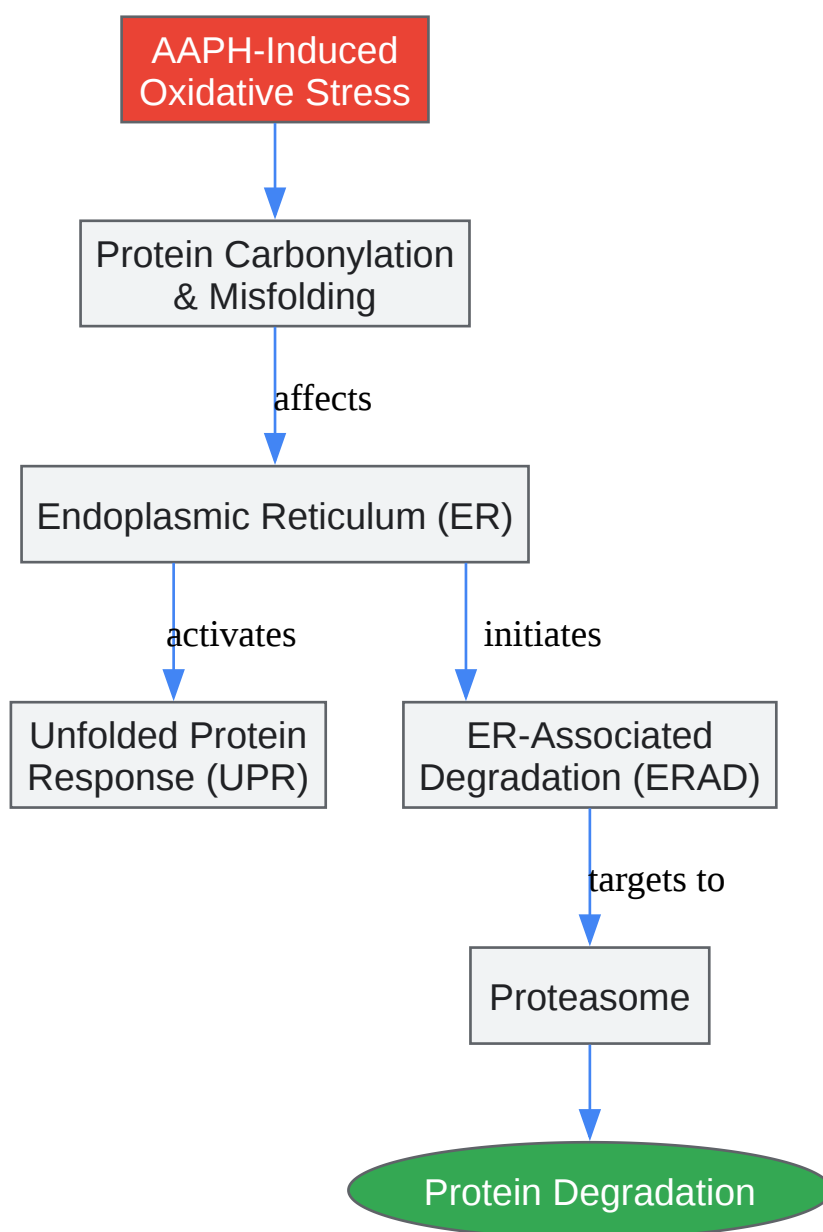 AAPH-Induced
Oxidative Stress
Protein Carbonylation
& Misfolding
affects
Endoplasmic Reticulum (ER)
activates
initiates
Unfolded Protein
Response (UPR)
ER-Associated
Degradation (ERAD)
targets to
Proteasome
Protein Degradation